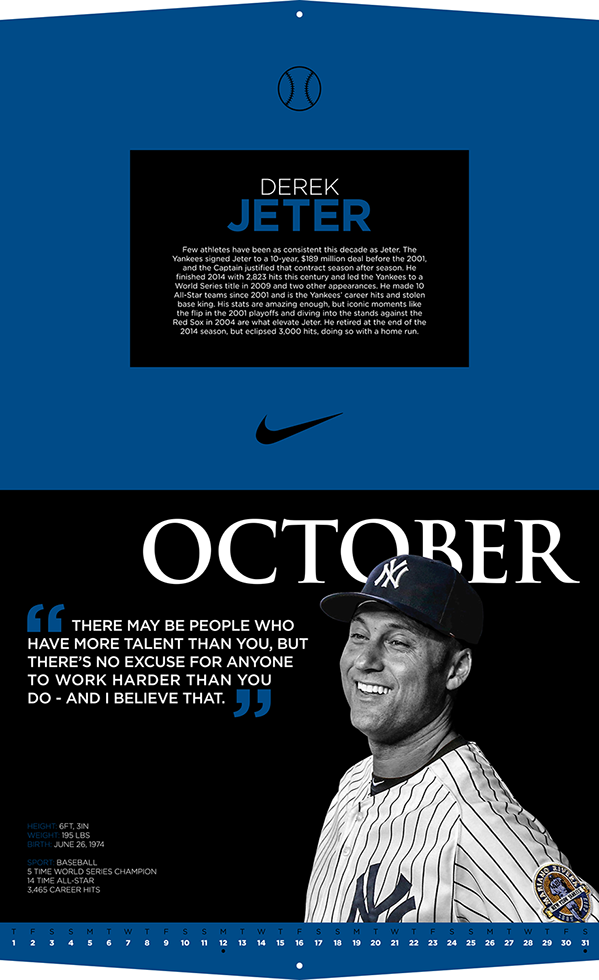 DEREK
JETER
Few athletes have been as consistent this decade as Jeter. The
Yankees signed Jeter to a 10-year, $189 million deal before the 2001,
and the Captain justified that contract season after season. He
finished 2014 with 2,823 hits this century and led the Yankees to a
World Series title in 2009 and two other appearances. He made 10
All-Star teams since 2001 and is the Yankees' career hits and stolen
base king. His stats are amazing enough, but iconic moments like
the flip in the 2001 playoffs and diving into the stands against the
Red Sox in 2004 are what elevate Jeter. He retired at the end of the
2014 season, but eclipsed 3,000 hits, doing so with a home run.
OCTOBER
NY
“ THERE MAY BE PEOPLE WHO
HAVE MORE TALENT THAN YOU, BUT
THERE'S NO EXCUSE FOR ANYONE
TO WORK HARDER THAN YOU
DO - AND I BELIEVE THAT. ”
HEIGHT: 6FT, 3IN
WEIGHT: 195 LBS
BIRTH: JUNE 26, 1974
SPORT: BASEBALL
5 TIME WORLD SERIES CHAMPION
14 TIME ALL-STAR
3,465 CAREER HITS
NY
MARIANO RIVERA
T F S S M T W T F S S M T W T F S S M T W T F S S M T W T F S
1 2 3 4 5 6 7 8 9 10 11 12 13 14 15 16 17 18 19 20 21 22 23 24 25 26 27 28 29 30 31